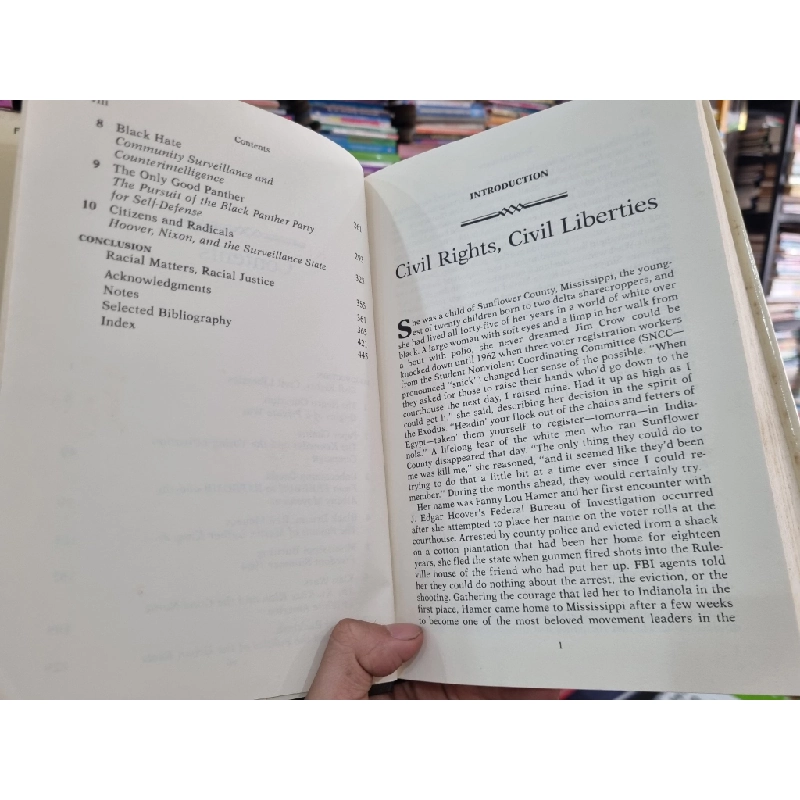 viii
Contents
8 Black Hate
Community Surveillance and
Counterintelligence
261
9 The Only Good Panther
The Pursuit of the Black Panther Party
for Self-Defense
293
10 Citizens and Radicals
Hoover, Nixon, and the Surveillance State
325
CONCLUSION
Racial Matters, Racial Justice
355
Acknowledgments
Notes
Selected Bibliography
Index
INTRODUCTION
Civil Rights, Civil Liberties
She was a child of Sunflower County, Mississippi, the young-
est of twenty children born to two delta sharecroppers, and
she had lived all forty-five of her years in a world of white over
black. A large woman with soft eyes and a limp in her walk from
a bout with polio, she never dreamed Jim Crow could be
knocked down until 1962 when three voter registration workers
from the Student Nonviolent Coordinating Committee (SNCC—
pronounced "snick") changed her sense of the possible. "When
they asked for those to raise their hands who'd go down to the
courthouse the next day, I raised mine. Had it up as high as I
could get it," she said, describing her decision in the spirit of
the Exodus. "Headin' your flock out of the chains and fetters of
Egypt—taken' them yourself to register—tomorra—in India-
nola." A lifelong fear of the white men who ran Sunflower
County disappeared that day. "The only thing they could do to
me was kill me," she reasoned, "and it seemed like they'd been
trying to do that a little bit at a time ever since I could re-
member." During the months ahead, they would certainly try.
Her name was Fanny Lou Hamer and her first encounter with
J. Edgar Hoover's Federal Bureau of Investigation occurred
after she attempted to place her name on the voter rolls at the
courthouse. Arrested by county police and evicted from a shack
on a cotton plantation that had been her home for eighteen
years, she fled the state when gunmen fired shots into the Rule-
ville house of the friend who had put her up. FBI agents told
her they could do nothing about the arrest, the eviction, or the
shooting. Gathering the courage that led her to Indianola in the
first place, Hamer came home to Mississippi after a few weeks
to become one of the most beloved movement leaders in the
1